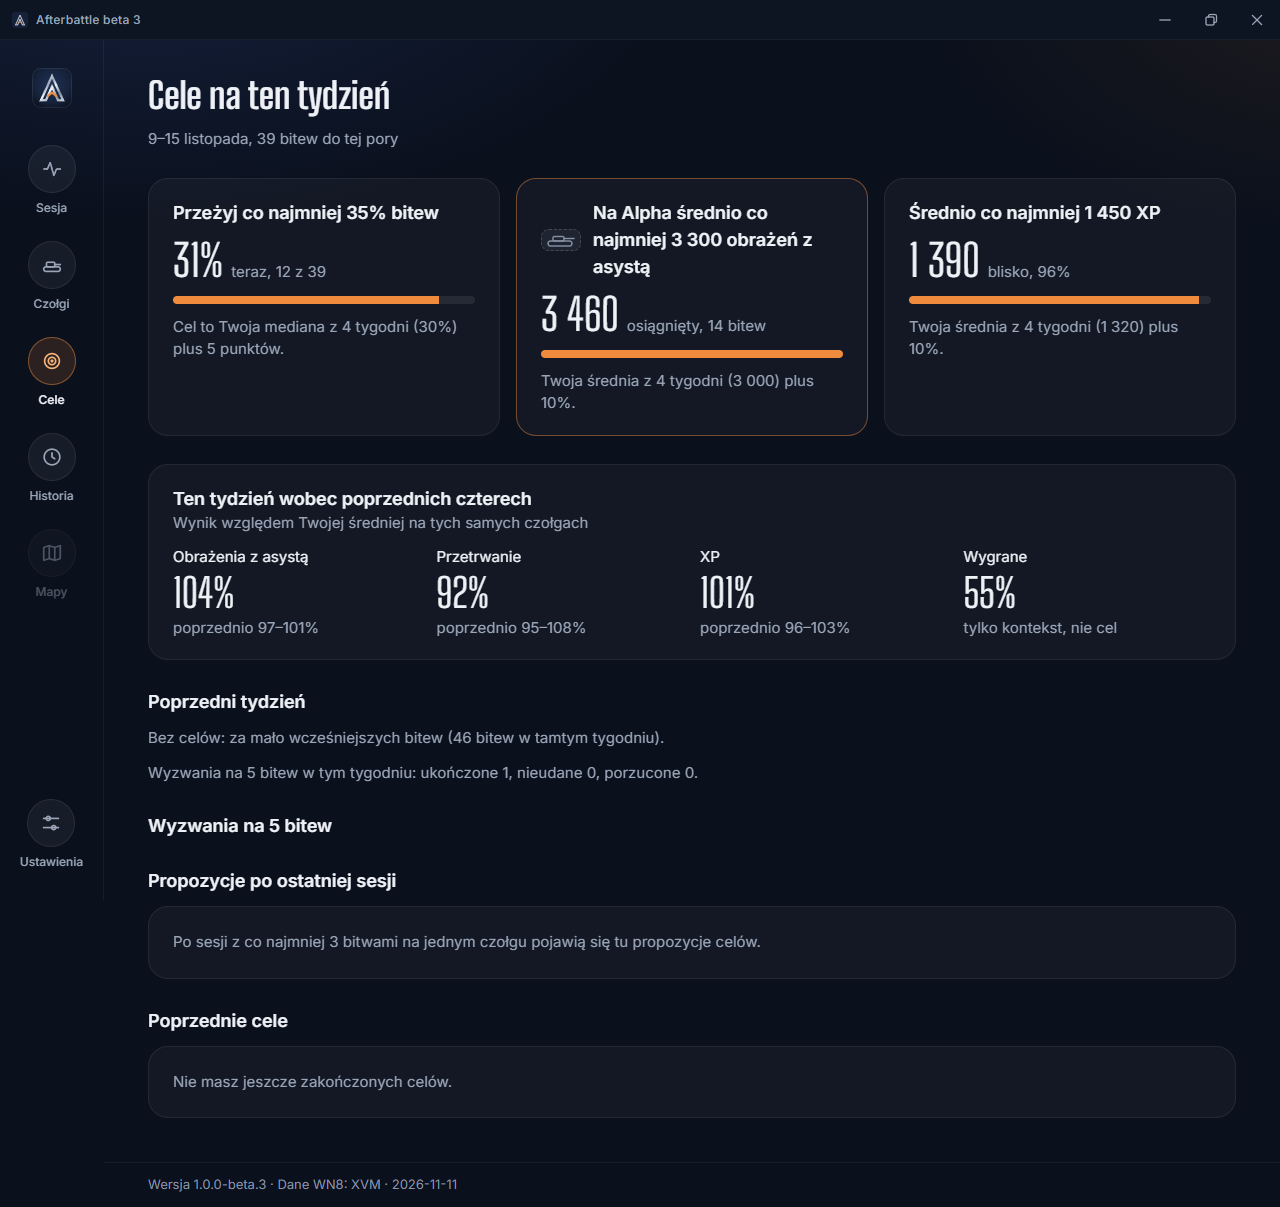 Afterbattle beta 3
Sesja
Czołgi
Cele
Historia
Mapy
Ustawienia
Cele na ten tydzień
9–15 listopada, 39 bitew do tej pory
Przeżyj co najmniej 35% bitew
31% teraz, 12 z 39
Cel to Twoja mediana z 4 tygodni (30%)
plus 5 punktów.
Na Alpha średnio co
najmniej 3 300 obrażeń z
asystą
3 460 osiągnięty, 14 bitew
Twoja średnia z 4 tygodni (3 000) plus
10%.
Średnio co najmniej 1 450 XP
1 390 blisko, 96%
Twoja średnia z 4 tygodni (1 320) plus
10%.
Ten tydzień wobec poprzednich czterech
Wynik względem Twojej średniej na tych samych czołgach
Obrażenia z asystą
104%
poprzednio 97–101%
Przetrwanie
92%
poprzednio 95–108%
XP
101%
poprzednio 96–103%
Wygrane
55%
tylko kontekst, nie cel
Poprzedni tydzień
Bez celów: za mało wcześniejszych bitew (46 bitew w tamtym tygodniu).
Wyzwania na 5 bitew w tym tygodniu: ukończone 1, nieudane 0, porzucone 0.
Wyzwania na 5 bitew
Propozycje po ostatniej sesji
Po sesji z co najmniej 3 bitwami na jednym czołgu pojawią się tu propozycje celów.
Poprzednie cele
Nie masz jeszcze zakończonych celów.
Wersja 1.0.0-beta.3 · Dane WN8: XVM · 2026-11-11